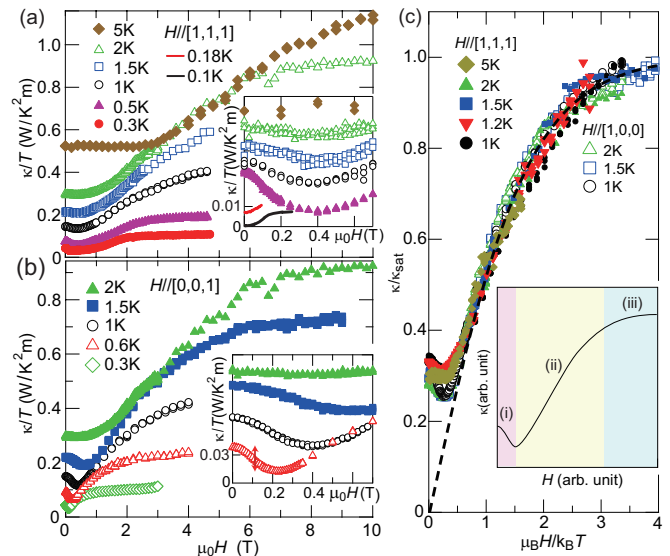 (a)
5K
2K
1.5K
1K
0.5K
0.3K
H//[1,1,1]
0.18K
0.1K
1.0
0.8
0.6
0.4
0.2
0
κ/T (W/K²m)
κ/T(W/K²m)
0.01
0
0
0.2
0.4
μ₀H(T)
(b)
2K
1.5K
1K
0.6K
0.3K
H//[0,0,1]
1.0
0.8
0.6
0.4
0.2
0
κ/T (W/K²m)
κ/T(W/K²m)
0.03
0
0.4
0.8
μ₀H(T)
0 2 4 6 8 10
μ₀H (T)
(c)
H//[1,1,1]
5K
2K
1.5K
1.2K
1K
H//[1,0,0]
2K
1.5K
1K
1.0
0.8
0.6
0.4
0.2
0
κ/κsat
κ(arb. unit)
(i)
(ii)
(iii)
H (arb. unit)
0 1 2 3 4
μBH/kBT